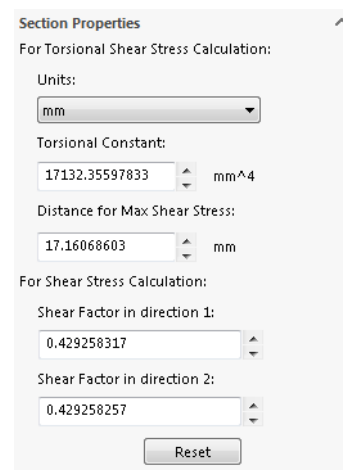 Section Properties
For Torsional Shear Stress Calculation:
Units:
mm
Torsional Constant:
17132.35597833 mm^4
Distance for Max Shear Stress:
17.16068603 mm
For Shear Stress Calculation:
Shear Factor in direction 1:
0.429258317
Shear Factor in direction 2:
0.429258257
Reset